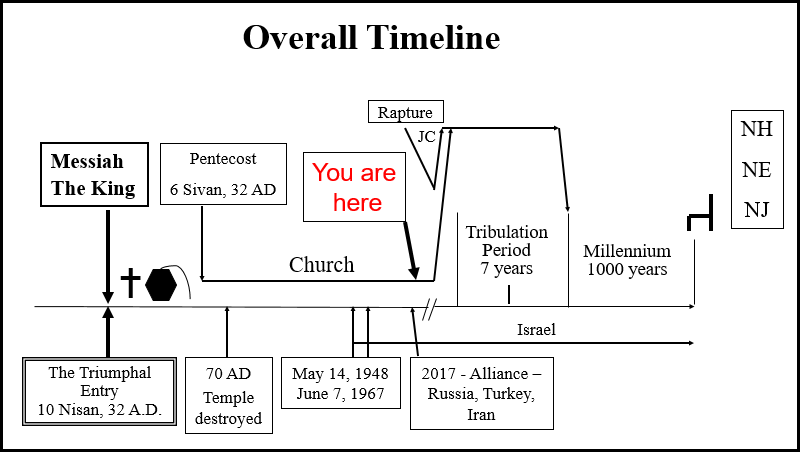 Overall Timeline
Rapture
JC
NH
NE
NJ
Messiah
The King
Pentecost
6 Sivan, 32 AD
You are
here
Tribulation
Period
7 years
Millennium
1000 years
Church
Israel
The Triumphal
Entry
10 Nisan, 32 A.D.
70 AD
Temple
destroyed
May 14, 1948
June 7, 1967
2017 - Alliance –
Russia, Turkey,
Iran